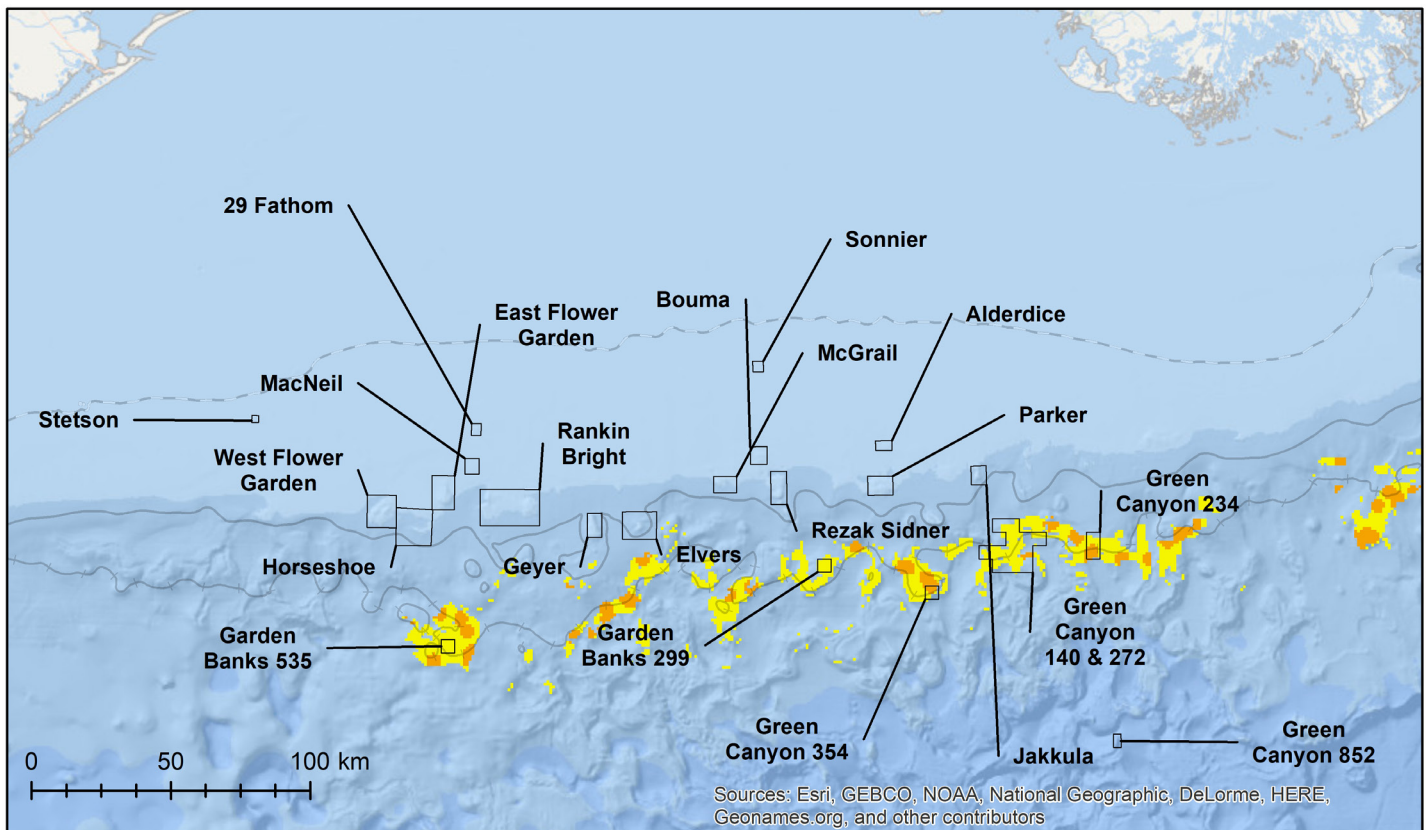 29 Fathom
Sonnier
Bouma
East Flower
Garden
Alderdice
McGrail
MacNeil
Stetson
Parker
Rankin
Bright
West Flower
Garden
Green
Canyon 234
Rezak Sidner
Elvers
Horseshoe
Geyer
Garden
Banks 535
Garden
Banks 299
Green
Canyon
140 & 272
Green
Canyon 354
Jakkula
Green
Canyon 852
0 50 100 km
Sources: Esri, GEBCO, NOAA, National Geographic, DeLorme, HERE,
Geonames.org, and other contributors